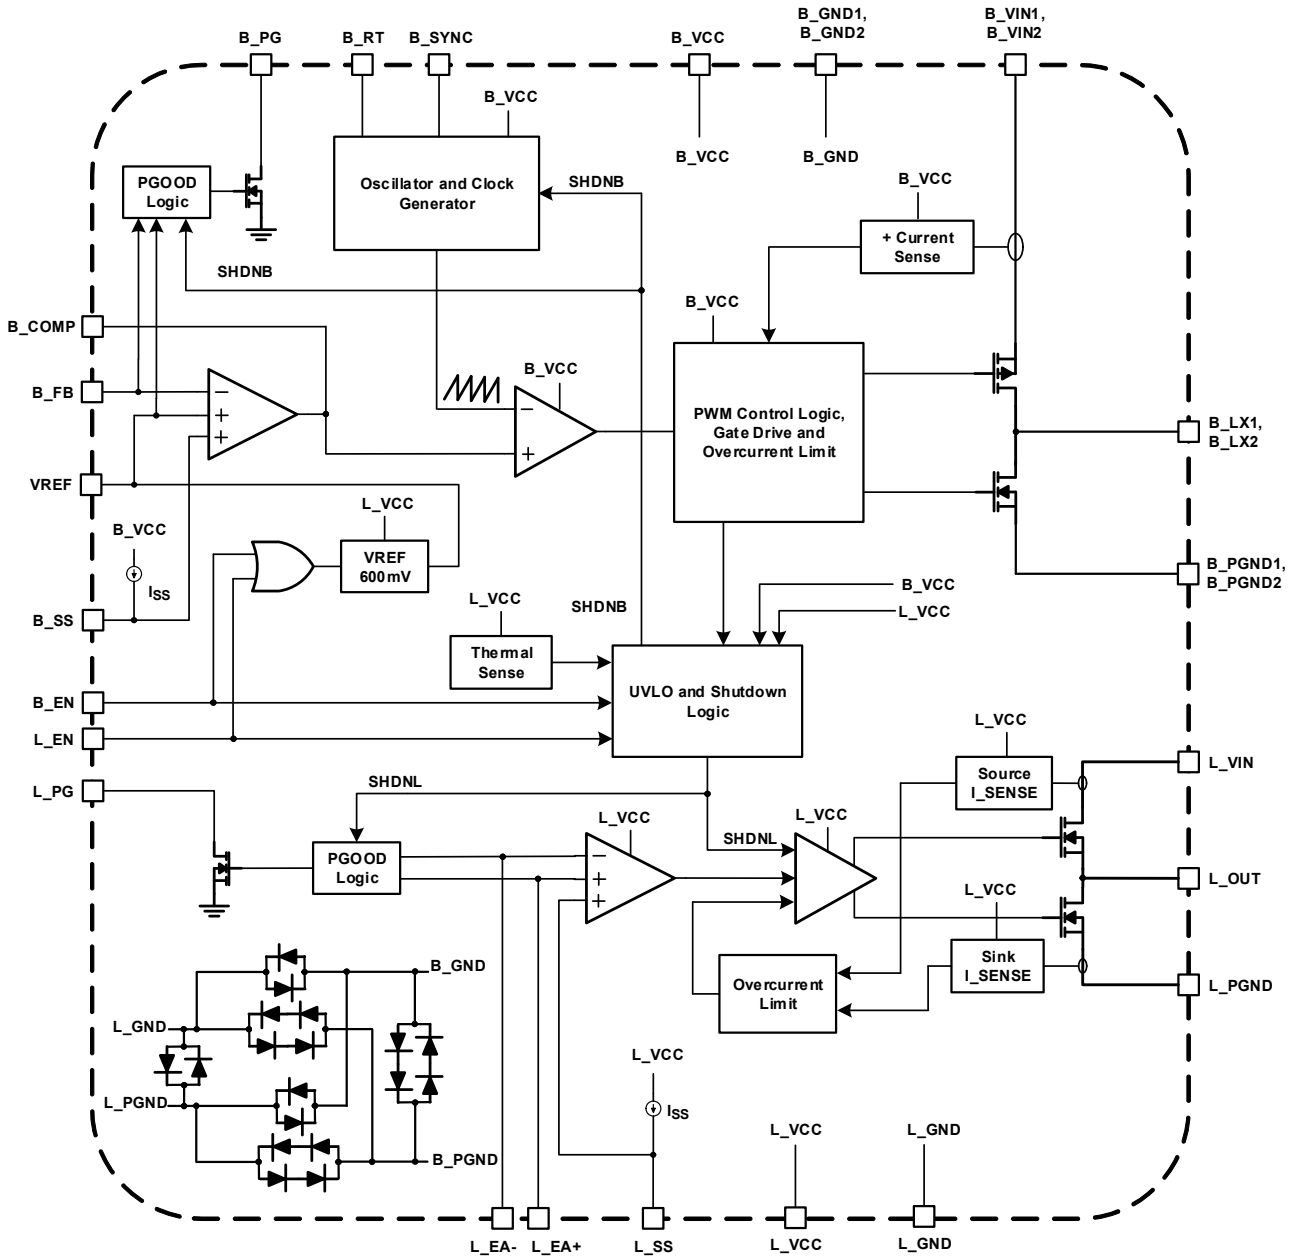 B_PG
B_RT
B_SYNC
B_VCC
B_GND1,
B_GND2
B_VIN1,
B_VIN2
B_VCC
B_VCC
B_GND
PGOOD
Logic
Oscillator and Clock
Generator
SHDNB
B_VCC
+ Current
Sense
SHDNB
B_COMP
B_VCC
B_FB
−
+
+
B_VCC
−
+
PWM Control Logic,
Gate Drive and
Overcurrent Limit
B_LX1,
B_LX2
VREF
L_VCC
B_VCC
VREF
600mV
ISS
B_PGND1,
B_PGND2
B_VCC
L_VCC
SHDNB
L_VCC
B_SS
Thermal
Sense
UVLO and Shutdown
Logic
B_EN
L_EN
L_VCC
L_VIN
Source
I_SENSE
L_PG
SHDNL
L_VCC
L_VCC
SHDNL
PGOOD
Logic
−
+
+
L_OUT
L_VCC
Sink
I_SENSE
B_GND
Overcurrent
Limit
L_PGND
L_GND
L_VCC
L_PGND
ISS
L_VCC
L_GND
B_PGND
L_EA-
L_EA+
L_SS
L_VCC
L_GND